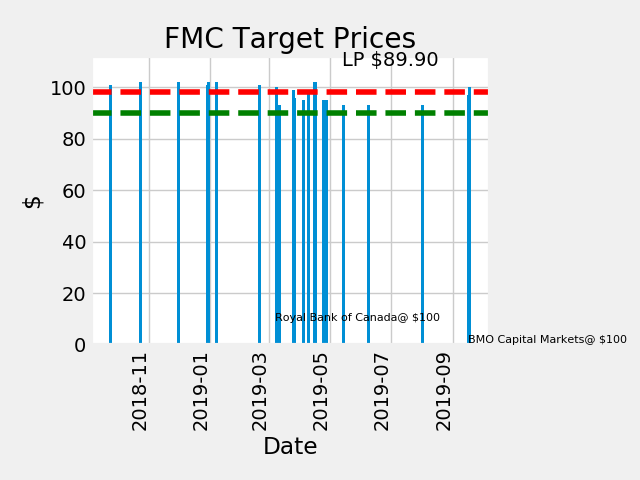 FMC Target Prices
LP $89.90
100
80
60
40
20
0
$
Royal Bank of Canada@ $100
BMO Capital Markets@ $100
2018-11
2019-01
2019-03
2019-05
2019-07
2019-09
Date